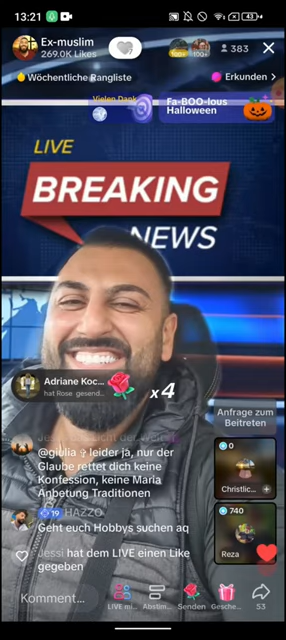 13:21
43
Ex-muslim
269.0K Likes
100+
100+
383
Wöchentliche Rangliste
Erkunden >
Vielen Dank
Fa-BOO-lous
Halloween
LIVE
BREAKING
NEWS
Adriane Koc...
hat Rose gesend...
x4
Anfrage zum
Beitreten
@giulia ✞ leider ja, nur der
Glaube rettet dich keine
Konfession, keine Maria
Anbetung Traditionen
0
Christlic...
19 HAZZO
Geht euch Hobbys suchen aq
740
Reza
Jessi hat dem LIVE einen Like
gegeben
Komment...
LIVE mi...
Abstim...
Senden
Gesche...
53